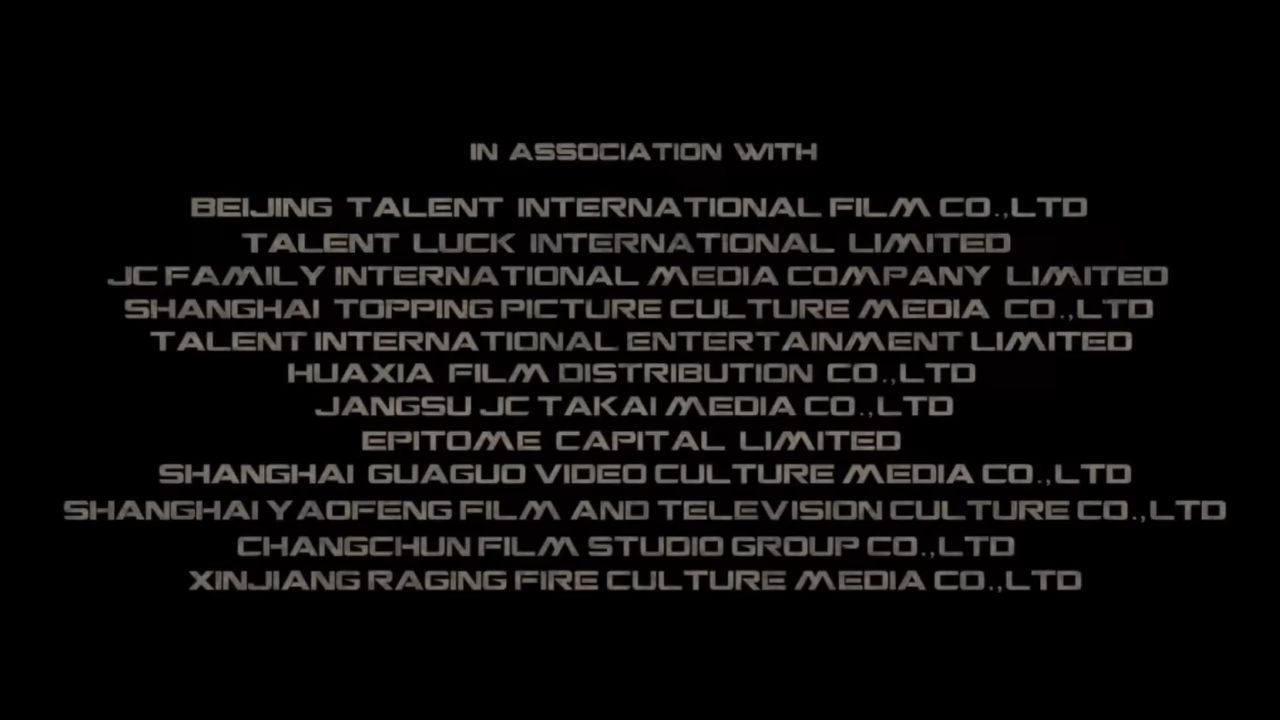 IN ASSOCIATION WITH
BEIJING TALENT INTERNATIONAL FILM CO.,LTD
TALENT LUCK INTERNATIONAL LIMITED
JC FAMILY INTERNATIONAL MEDIA COMPANY LIMITED
SHANGHAI TOPPING PICTURE CULTURE MEDIA CO.,LTD
TALENT INTERNATIONAL ENTERTAINMENT LIMITED
HUAXIA FILM DISTRIBUTION CO.,LTD
JANGSU JC TAKAI MEDIA CO.,LTD
EPITOME CAPITAL LIMITED
SHANGHAI GUAGUO VIDEO CULTURE MEDIA CO.,LTD
SHANGHAI YAOFENG FILM AND TELEVISION CULTURE CO.,LTD
CHANGCHUN FILM STUDIO GROUP CO.,LTD
XINJIANG RAGING FIRE CULTURE MEDIA CO.,LTD